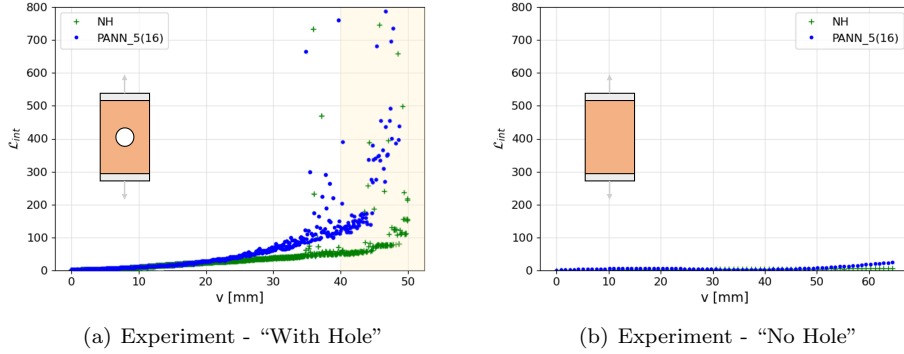 800
700
600
500
400
300
200
100
0
ℒ_int
NH
PANN_5(16)
0 10 20 30 40 50
v [mm]
(a) Experiment - “With Hole”
800
700
600
500
400
300
200
100
0
ℒ_int
NH
PANN_5(16)
0 10 20 30 40 50 60
v [mm]
(b) Experiment - “No Hole”